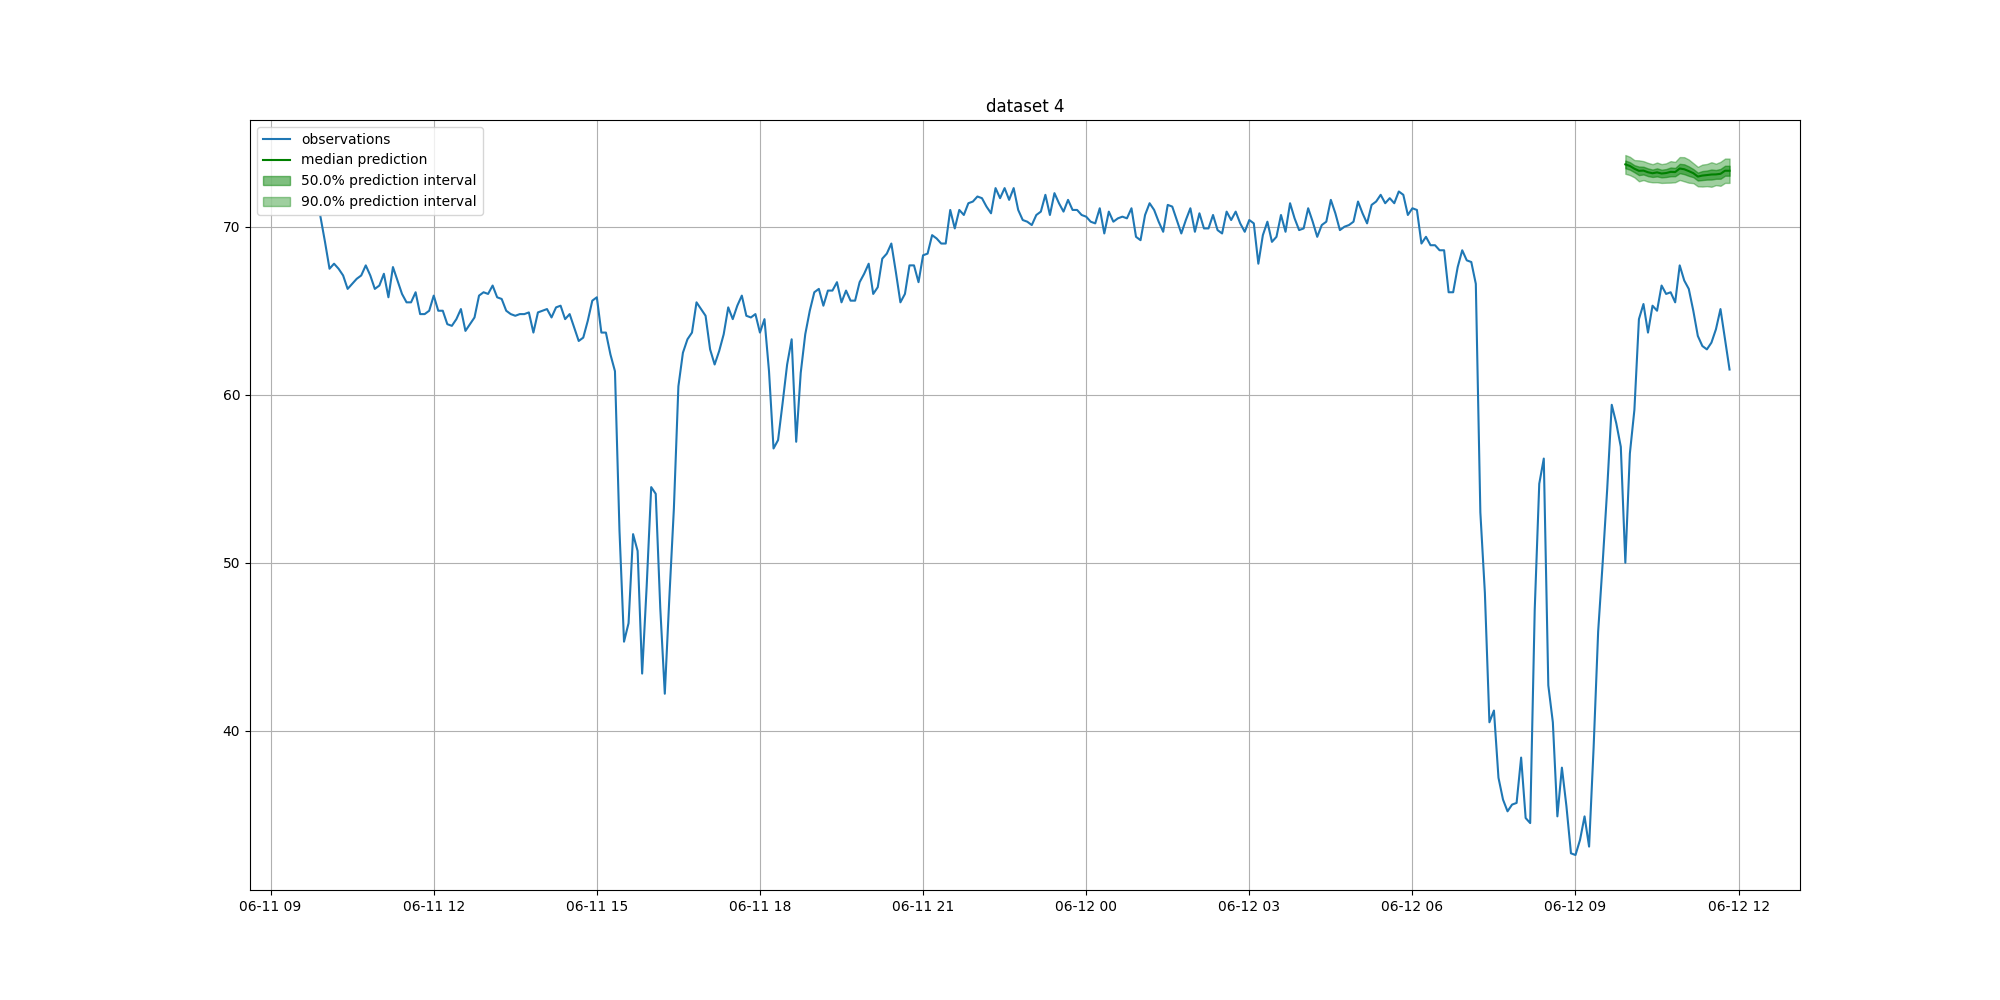 dataset 4
observations
median prediction
50.0% prediction interval
90.0% prediction interval
70
60
50
40
06-11 09 06-11 12 06-11 15 06-11 18 06-11 21 06-12 00 06-12 03 06-12 06 06-12 09 06-12 12